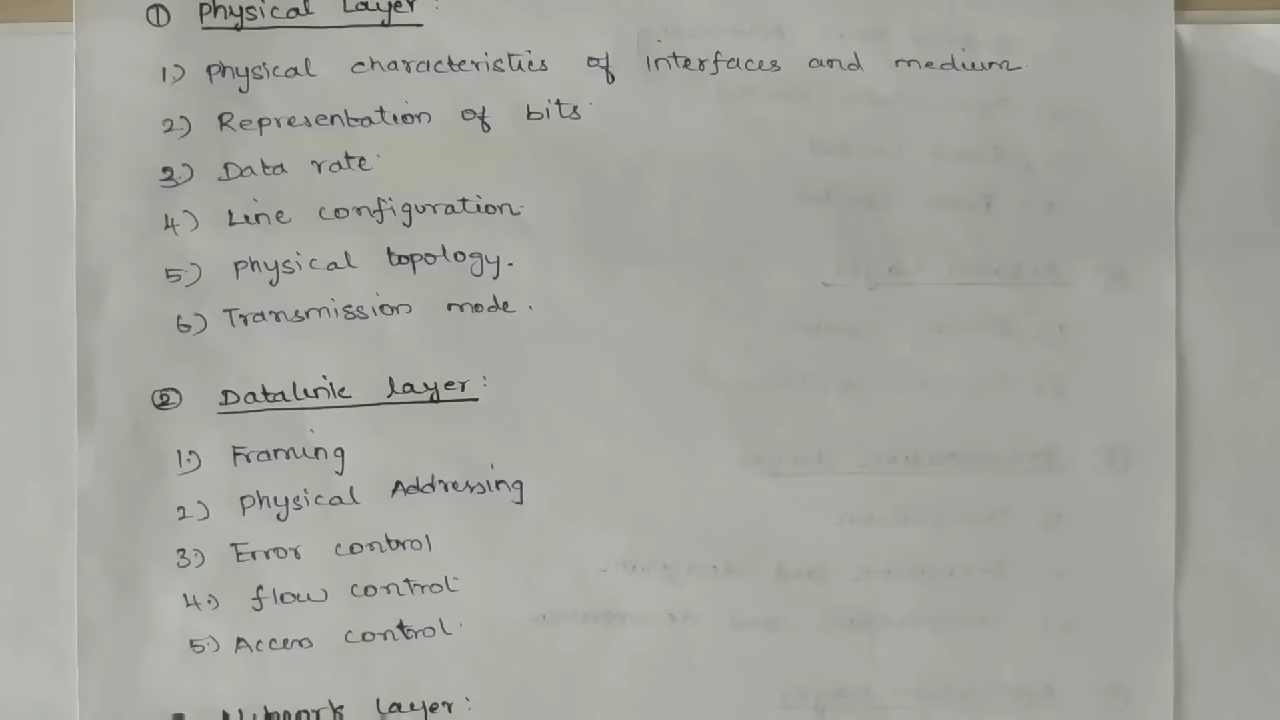 ① Physical Layer:
1) Physical characteristics of interfaces and medium.
2) Representation of bits.
3) Data rate.
4) Line configuration.
5) Physical topology.
6) Transmission mode.
② Datalink layer:
1) Framing
2) Physical Addressing
3) Error control
4) flow control
5) Access control.
Network layer: